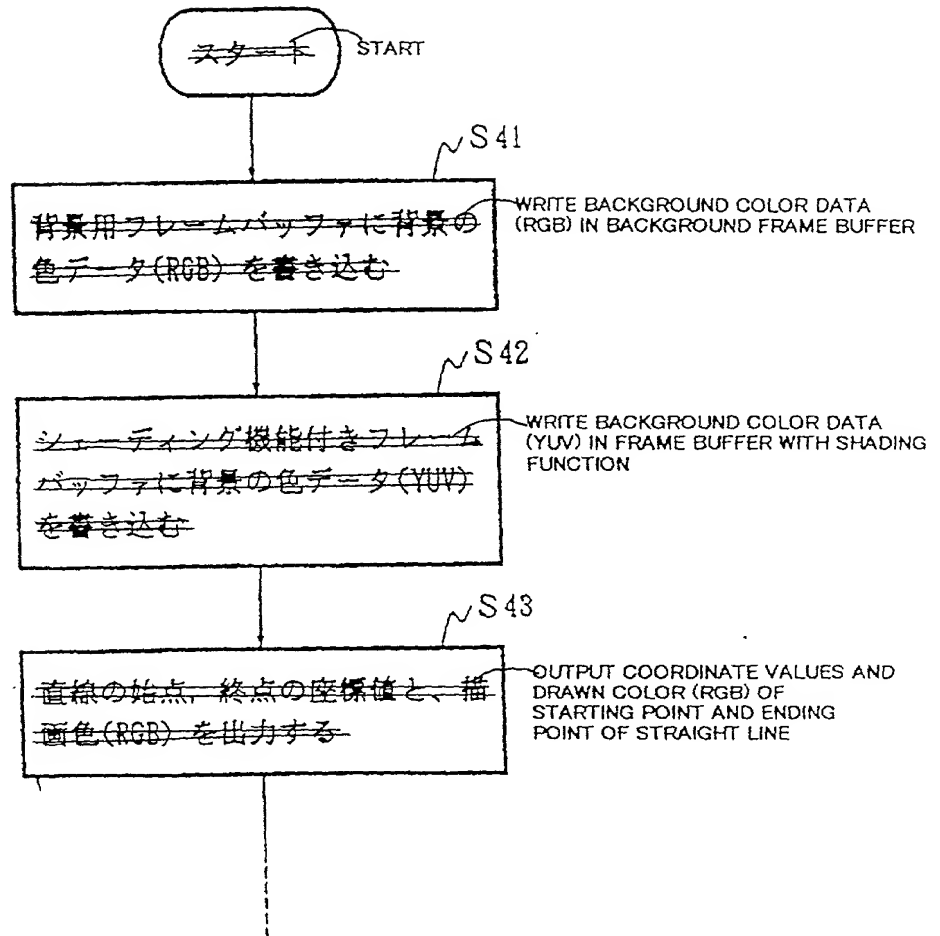 スタート
START
S41
背景用フレームバッファに背景の
色データ(RGB) を書き込む
WRITE BACKGROUND COLOR DATA
(RGB) IN BACKGROUND FRAME BUFFER
S42
シェーディング機能付きフレーム
バッファに背景の色データ(YUV)
を書き込む
WRITE BACKGROUND COLOR DATA
(YUV) IN FRAME BUFFER WITH SHADING
FUNCTION
S43
直線の始点、終点の座標値と、描
画色(RGB) を出力する
OUTPUT COORDINATE VALUES AND
DRAWN COLOR (RGB) OF
STARTING POINT AND ENDING
POINT OF STRAIGHT LINE